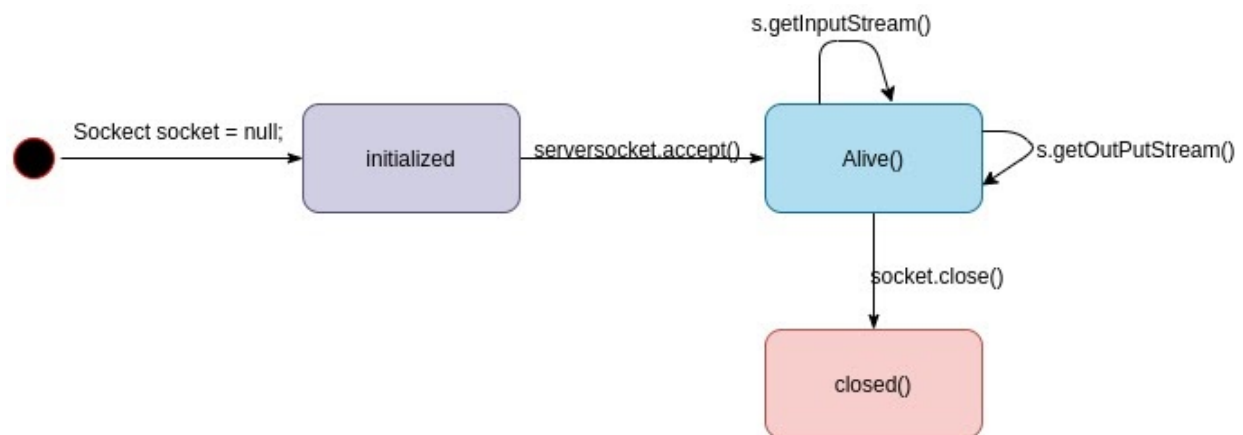 s.getInputStream()
Sockect socket = null;
initialized
serversocket.accept()
Alive()
s.getOutPutStream()
socket.close()
closed()